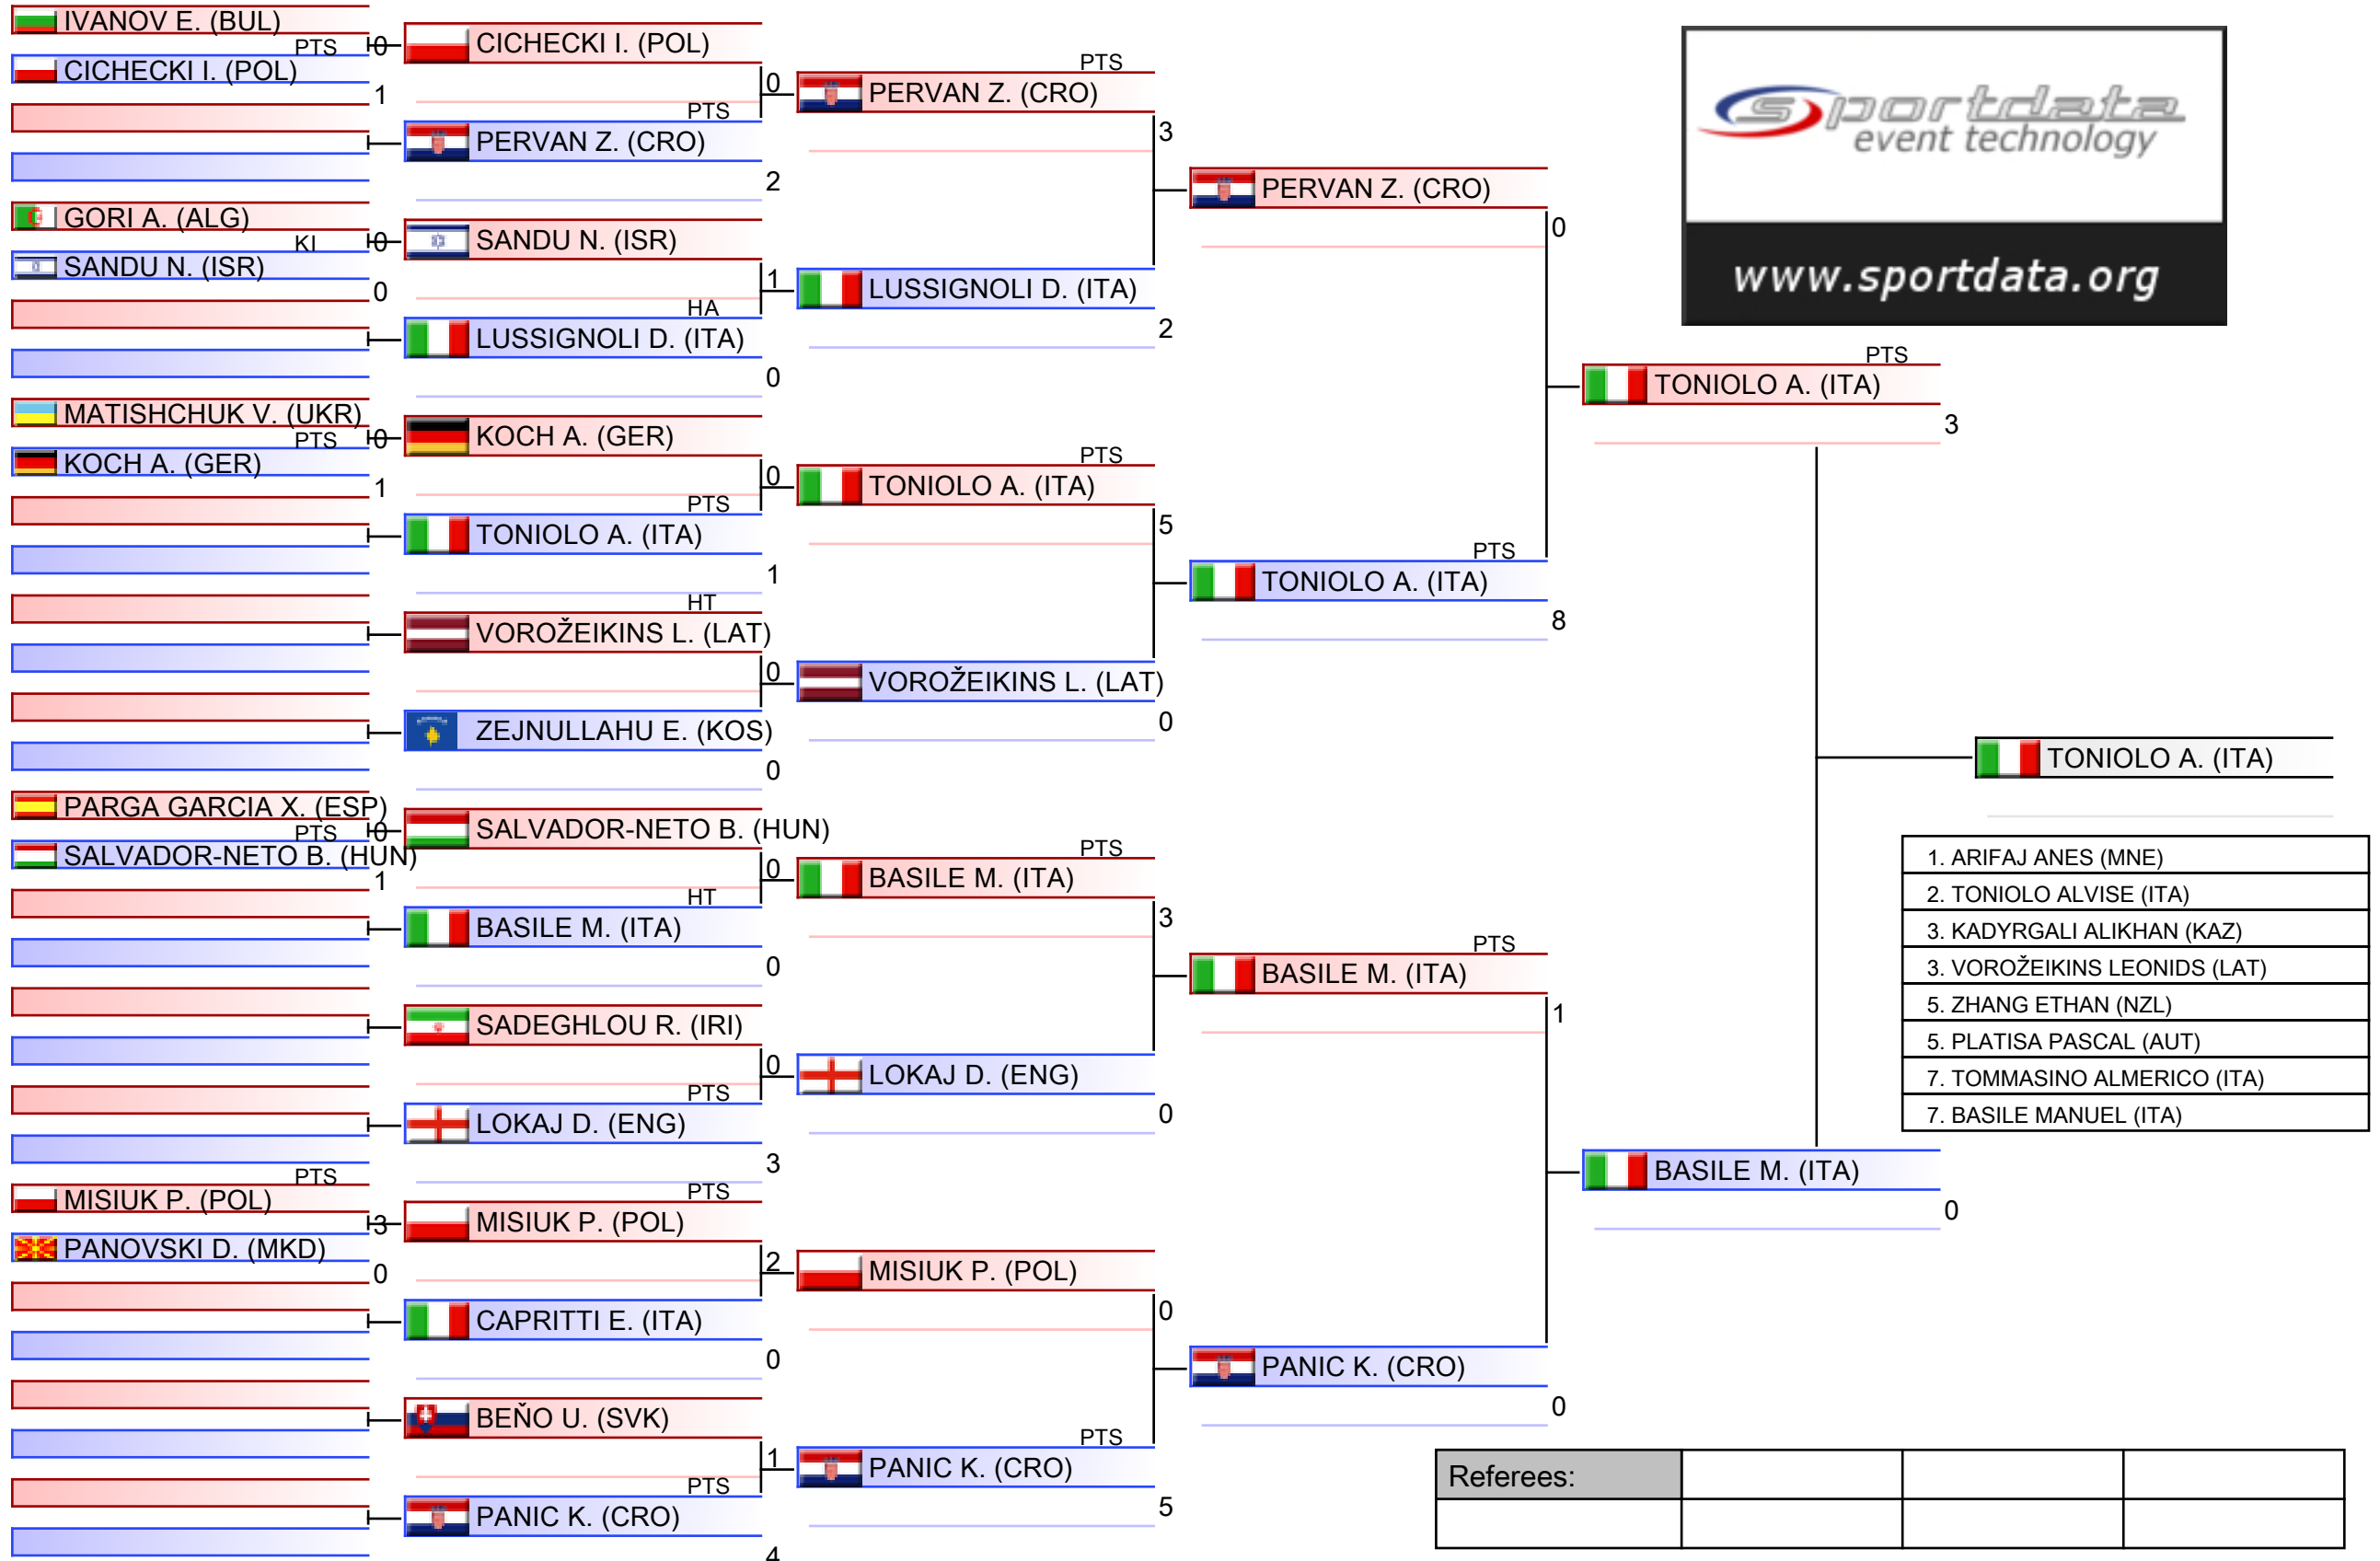 IVANOV E. (BUL)
PTS
0
CICHECKI I. (POL)
1
GORI A. (ALG)
KI
0
SANDU N. (ISR)
0
MATISHCHUK V. (UKR)
PTS
0
KOCH A. (GER)
1
PARGA GARCIA X. (ESP)
PTS
0
SALVADOR-NETO B. (HUN)
1
PTS
MISIUK P. (POL)
3
PANOVSKI D. (MKD)
0
CICHECKI I. (POL)
0
PTS
PERVAN Z. (CRO)
2
SANDU N. (ISR)
1
HA
LUSSIGNOLI D. (ITA)
0
KOCH A. (GER)
0
PTS
TONIOLO A. (ITA)
1
HT
VOROŽEIKINS L. (LAT)
0
ZEJNULLAHU E. (KOS)
0
SALVADOR-NETO B. (HUN)
0
HT
BASILE M. (ITA)
0
SADEGHLOU R. (IRI)
0
PTS
LOKAJ D. (ENG)
3
PTS
MISIUK P. (POL)
2
CAPRITTI E. (ITA)
0
BEŇO U. (SVK)
1
PTS
PANIC K. (CRO)
4
PTS
PERVAN Z. (CRO)
3
LUSSIGNOLI D. (ITA)
2
PTS
TONIOLO A. (ITA)
5
VOROŽEIKINS L. (LAT)
0
PTS
BASILE M. (ITA)
3
LOKAJ D. (ENG)
0
MISIUK P. (POL)
0
PTS
PANIC K. (CRO)
5
PERVAN Z. (CRO)
0
PTS
TONIOLO A. (ITA)
8
PTS
BASILE M. (ITA)
1
PANIC K. (CRO)
0
sportdata
event technology
www.sportdata.org
PTS
TONIOLO A. (ITA)
3
BASILE M. (ITA)
0
TONIOLO A. (ITA)
1. ARIFAJ ANES (MNE)
2. TONIOLO ALVISE (ITA)
3. KADYRGALI ALIKHAN (KAZ)
3. VOROŽEIKINS LEONIDS (LAT)
5. ZHANG ETHAN (NZL)
5. PLATISA PASCAL (AUT)
7. TOMMASINO ALMERICO (ITA)
7. BASILE MANUEL (ITA)
Referees: